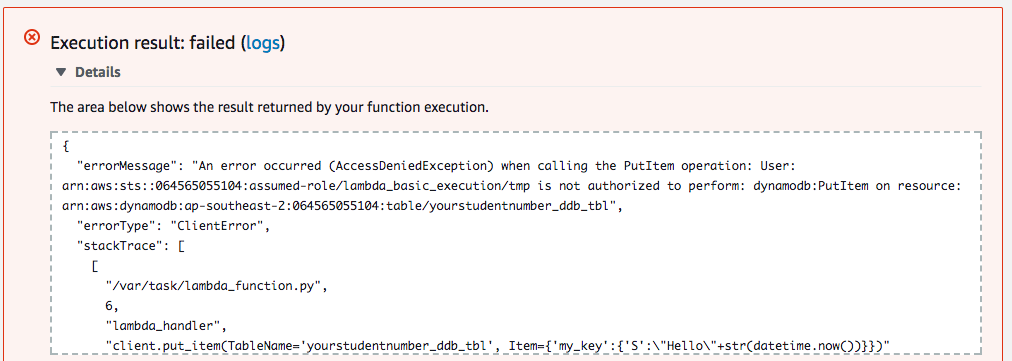 Execution result: failed (logs)
▼ Details
The area below shows the result returned by your function execution.
{
  "errorMessage": "An error occurred (AccessDeniedException) when calling the PutItem operation: User:
arn:aws:sts::064565055104:assumed-role/lambda_basic_execution/tmp is not authorized to perform: dynamodb:PutItem on resource:
arn:aws:dynamodb:ap-southeast-2:064565055104:table/yourstudentnumber_ddb_tbl",
  "errorType": "ClientError",
  "stackTrace": [
    [
      "/var/task/lambda_function.py",
      6,
      "lambda_handler",
      "client.put_item(TableName='yourstudentnumber_ddb_tbl', Item={'my_key':{'S':\"Hello\"+str(datetime.now())}})"